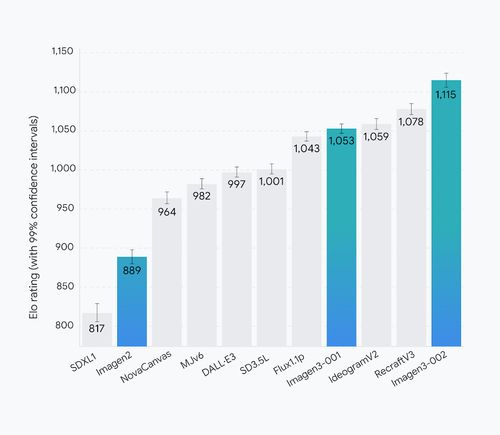 Elo rating (with 99% confidence intervals)
1,150
1,100
1,050
1,000
950
900
850
800
817
889
964
982
997
1,001
1,043
1,053
1,059
1,078
1,115
SDXL1
Imagen2
NovaCanvas
MJv6
DALL-E3
SD3.5L
Flux1.1p
Imagen3-001
IdeogramV2
RecraftV3
Imagen3-002